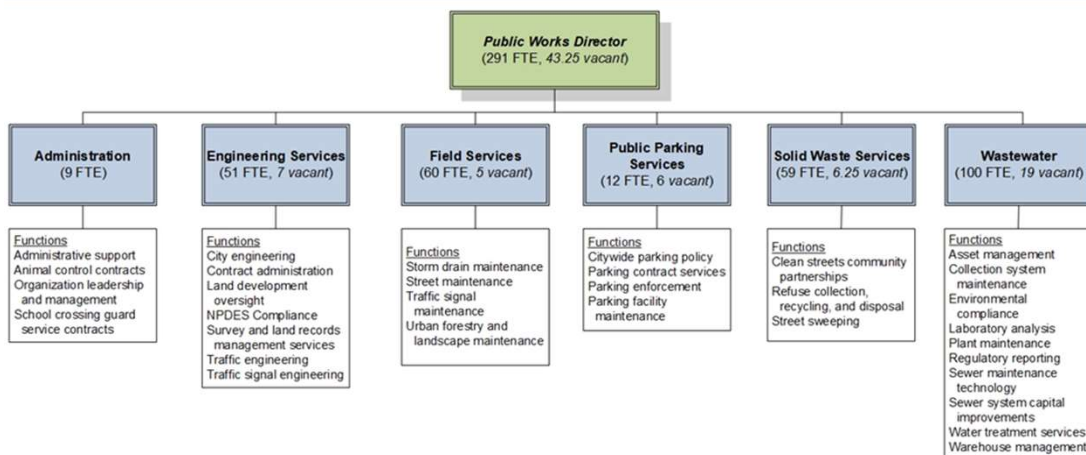 Public Works Director
(291 FTE, 43.25 vacant)
Administration
(9 FTE)
Functions
Administrative support
Animal control contracts
Organization leadership
and management
School crossing guard
service contracts
Engineering Services
(51 FTE, 7 vacant)
Functions
City engineering
Contract administration
Land development
oversight
NPDES Compliance
Survey and land records
management services
Traffic engineering
Traffic signal engineering
Field Services
(60 FTE, 5 vacant)
Functions
Storm drain maintenance
Street maintenance
Traffic signal
maintenance
Urban forestry and
landscape maintenance
Public Parking
Services
(12 FTE, 6 vacant)
Functions
Citywide parking policy
Parking contract services
Parking enforcement
Parking facility
maintenance
Solid Waste Services
(59 FTE, 6.25 vacant)
Functions
Clean streets community
partnerships
Refuse collection,
recycling, and disposal
Street sweeping
Wastewater
(100 FTE, 19 vacant)
Functions
Asset management
Collection system
maintenance
Environmental
compliance
Laboratory analysis
Plant maintenance
Regulatory reporting
Sewer maintenance
technology
Sewer system capital
improvements
Water treatment services
Warehouse management